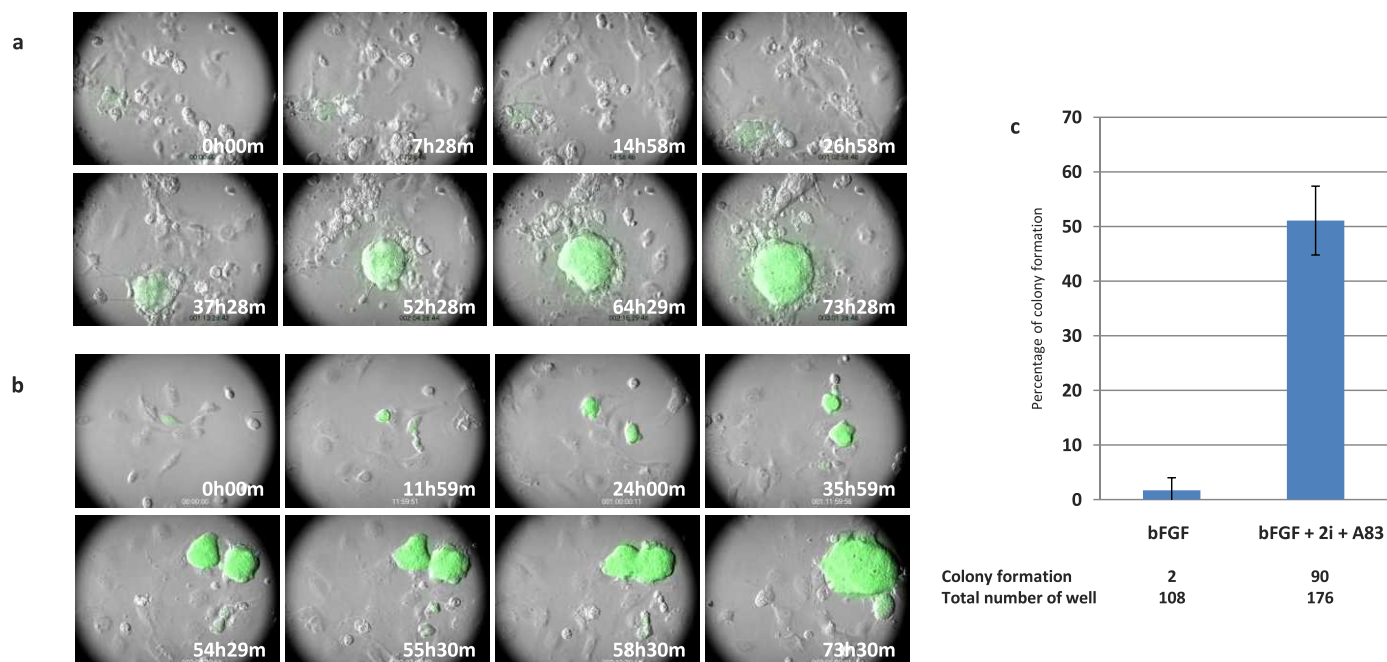 a
0h00m
7h28m
14h58m
26h58m
37h28m
52h28m
64h29m
73h28m
b
0h00m
11h59m
24h00m
35h59m
54h29m
55h30m
58h30m
73h30m
c
Percentage of colony formation
70
60
50
40
30
20
10
0
bFGF
bFGF + 2i + A83
Colony formation 2 90
Total number of well 108 176